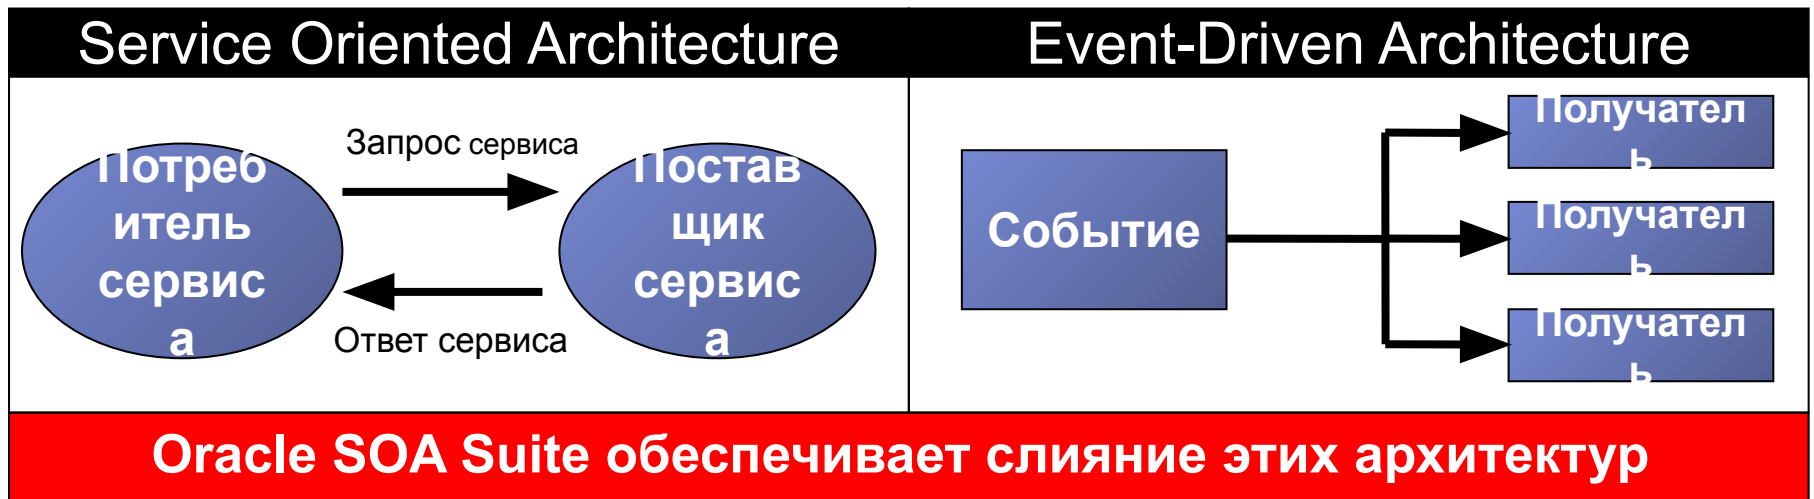 Service Oriented Architecture
Event-Driven Architecture
Запрос сервиса
Потреб
итель
сервис
а
Постав
щик
сервис
а
Ответ сервиса
Событие
Получател
ь
Получател
ь
Получател
ь
Oracle SOA Suite обеспечивает слияние этих архитектур